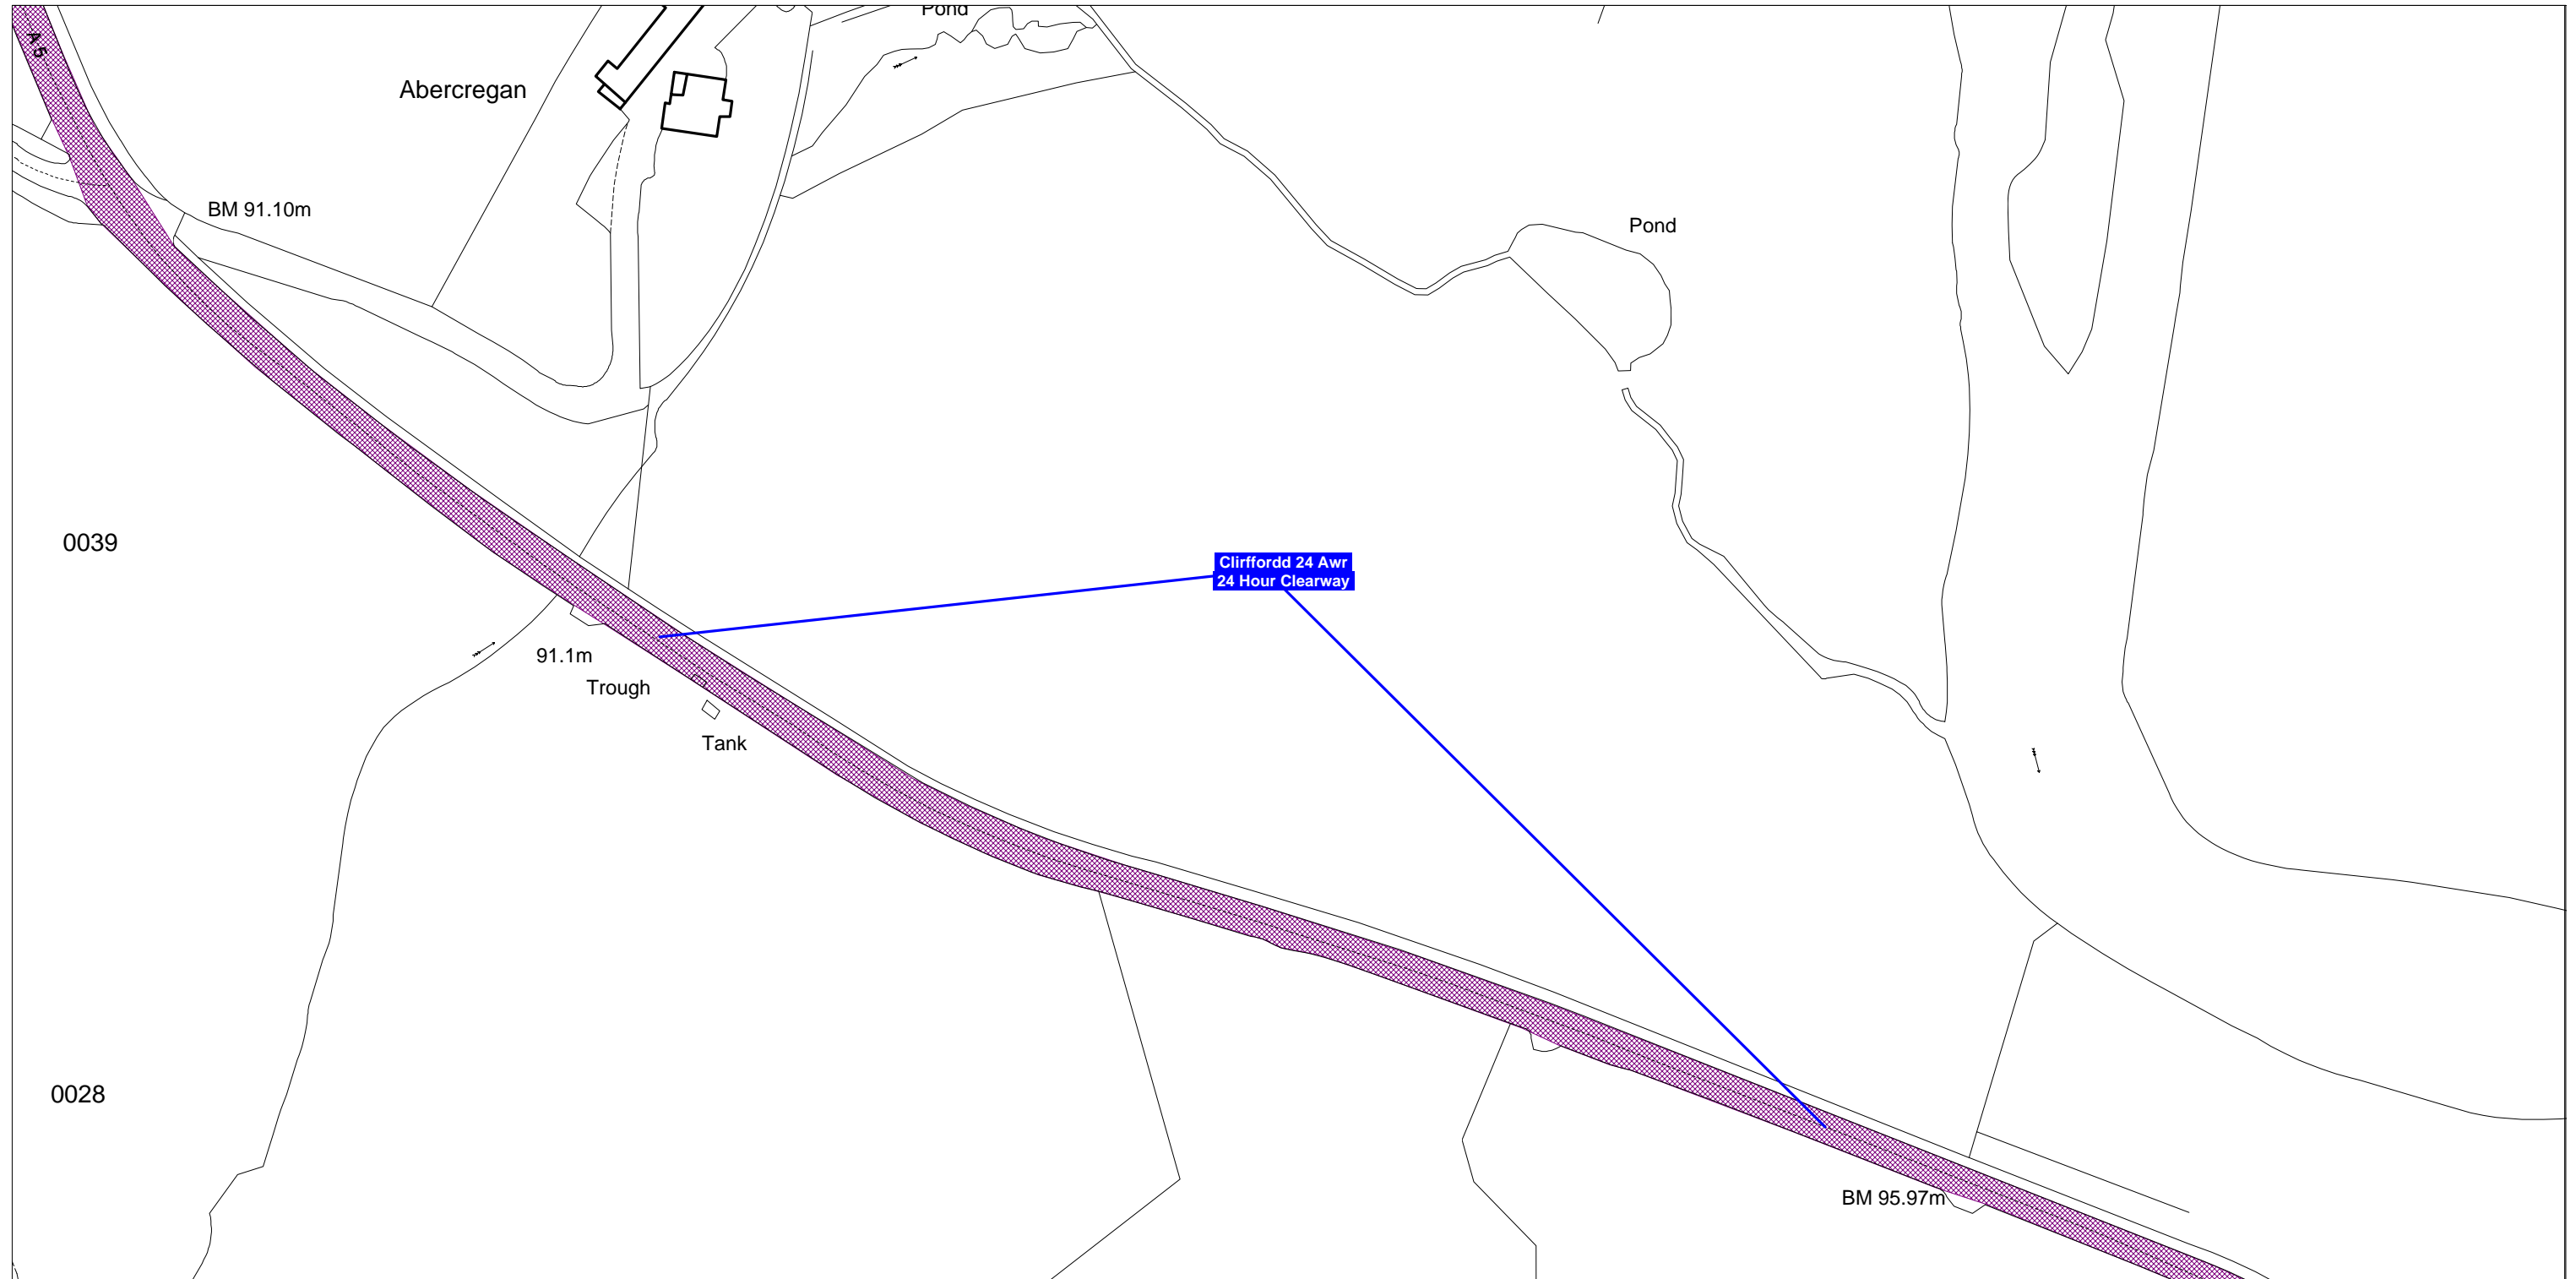 Pond
A 5
Abercregan
BM 91.10m
Pond
0039
Clirffordd 24 Awr
24 Hour Clearway
91.1m
Trough
Tank
0028
BM 95.97m